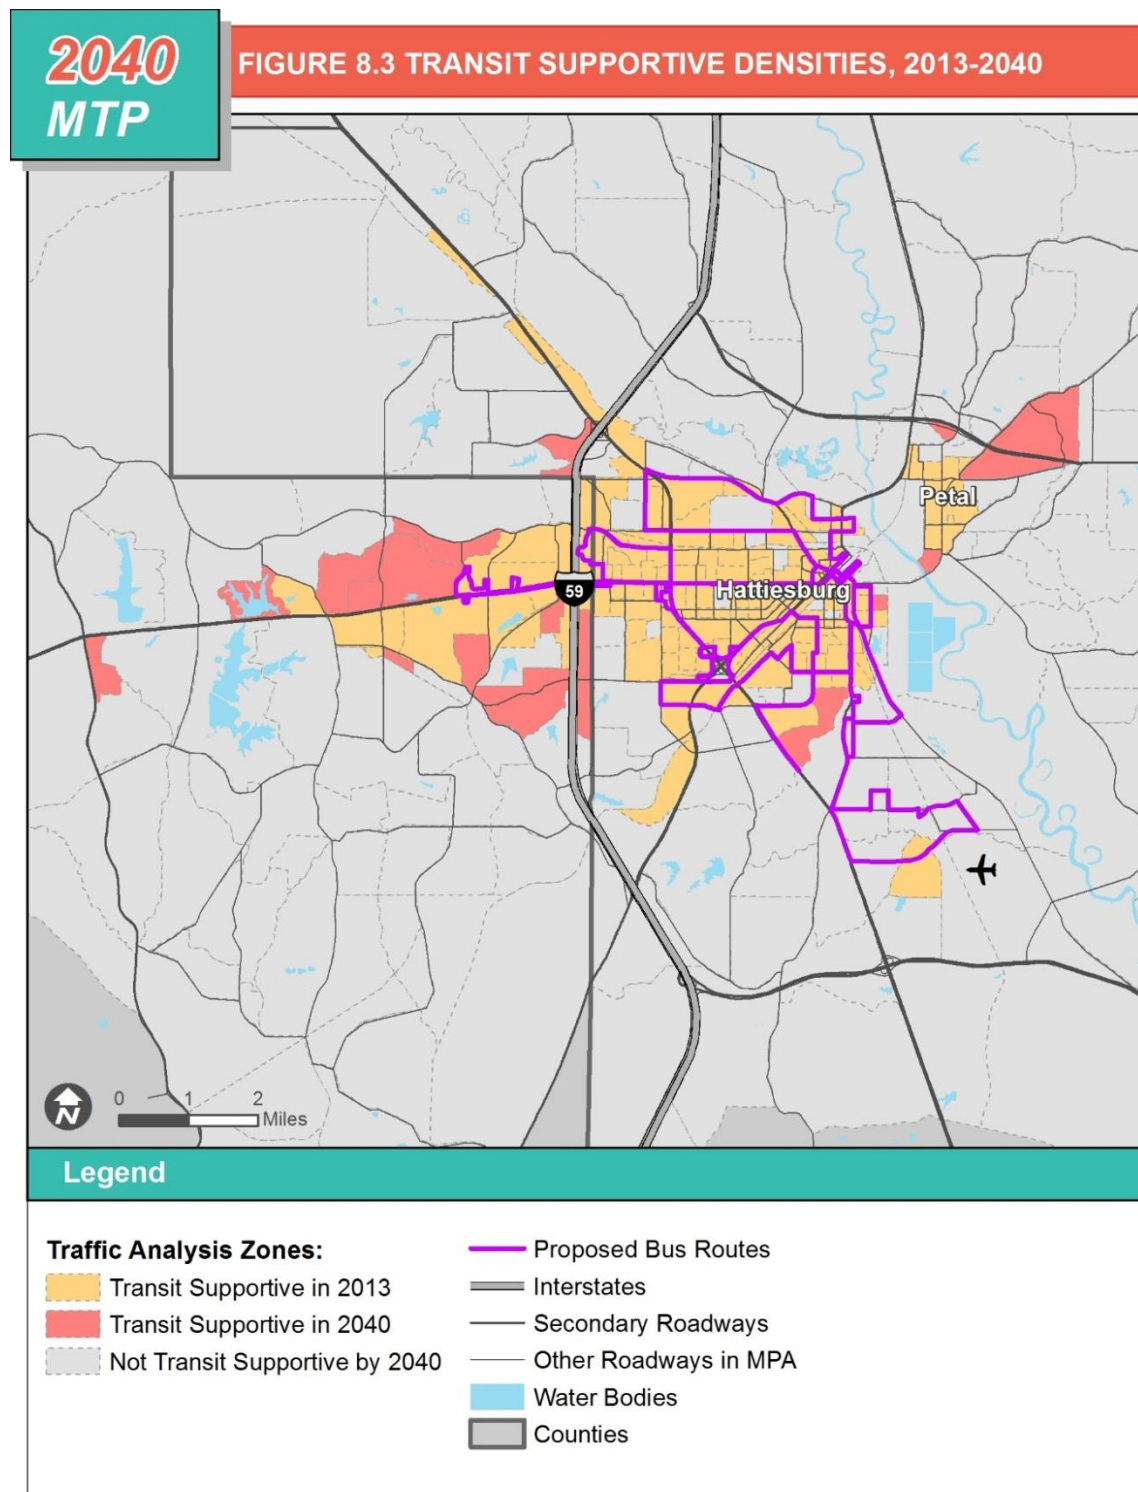 2040
MTP
FIGURE 8.3 TRANSIT SUPPORTIVE DENSITIES, 2013-2040
Petal
59
Hattiesburg
N
0 1 2
Miles
Legend
Traffic Analysis Zones:
Transit Supportive in 2013
Transit Supportive in 2040
Not Transit Supportive by 2040
Proposed Bus Routes
Interstates
Secondary Roadways
Other Roadways in MPA
Water Bodies
Counties